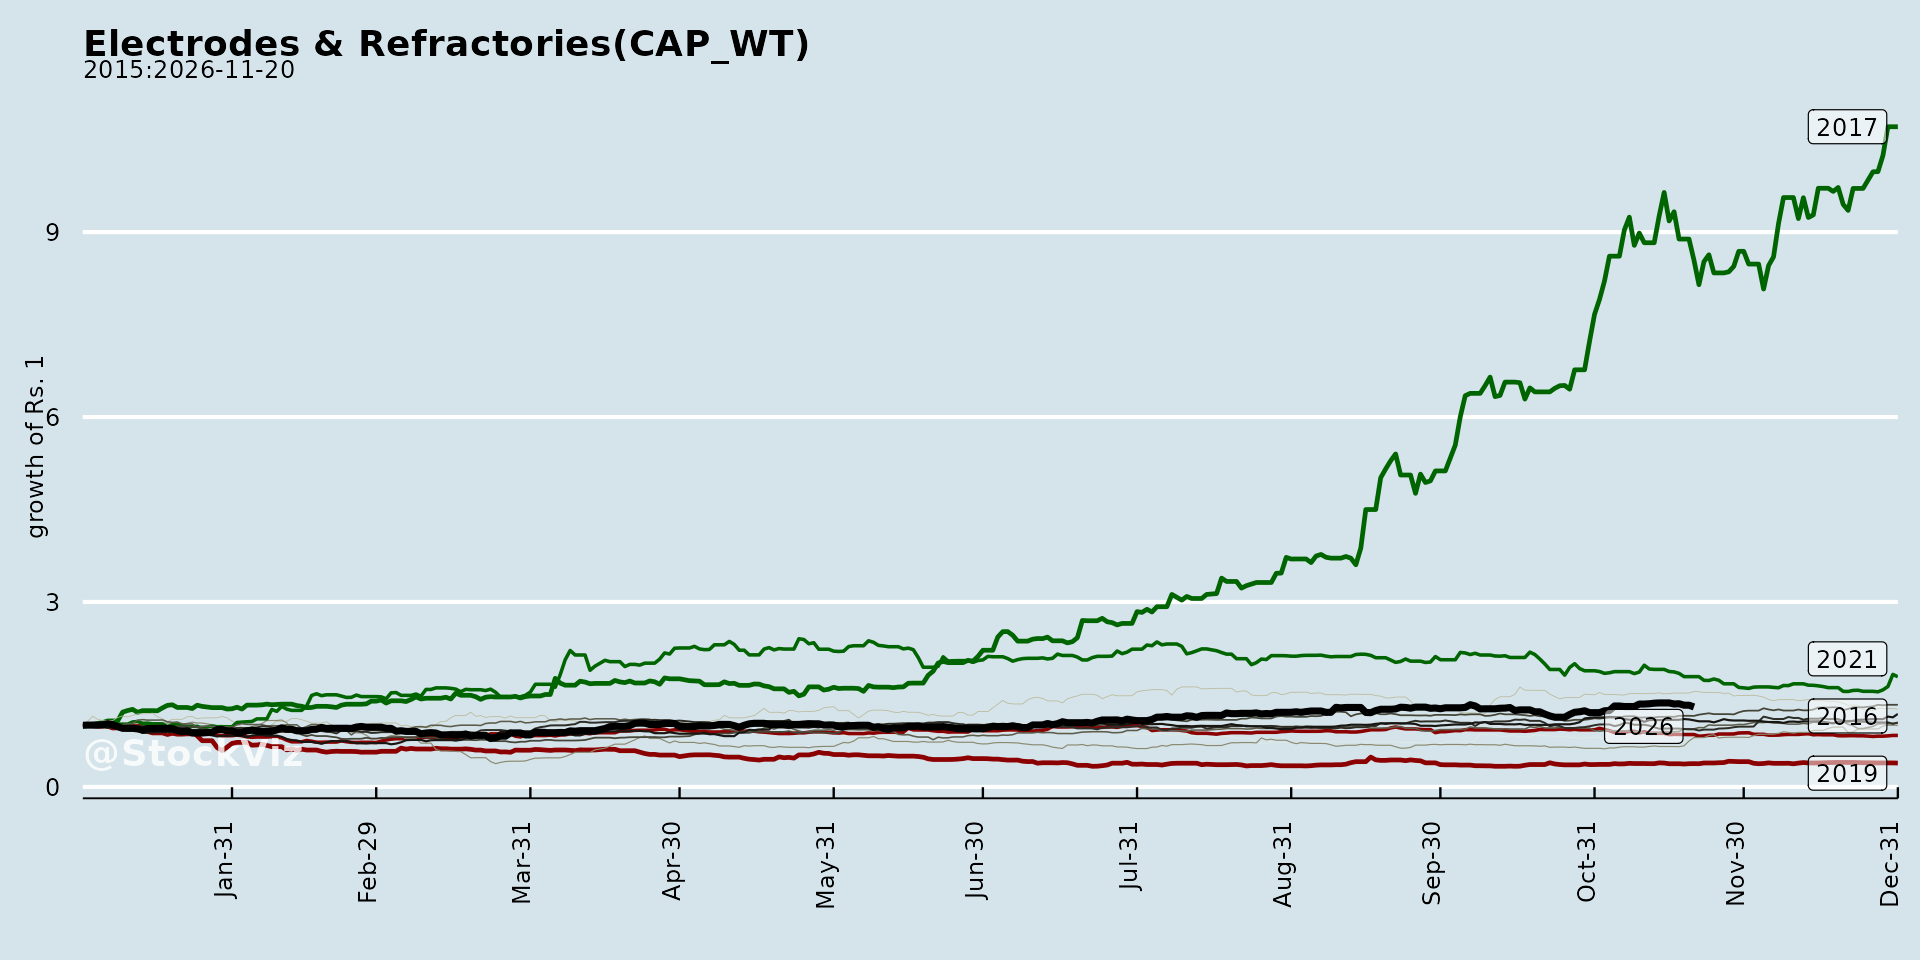 Electrodes & Refractories(CAP_WT)
2015:2026-11-20
growth of Rs. 1
9
6
3
0
2017
2021
2016
2026
2019
@StockViz
Jan-31
Feb-29
Mar-31
Apr-30
May-31
Jun-30
Jul-31
Aug-31
Sep-30
Oct-31
Nov-30
Dec-31